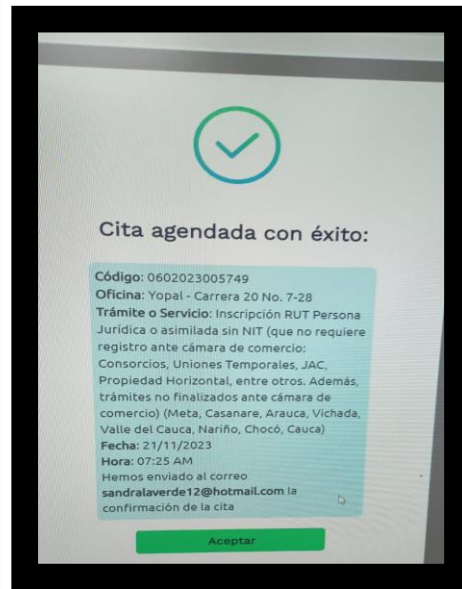 Cita agendada con éxito:
Código: 0602023005749
Oficina: Yopal - Carrera 20 No. 7-28
Trámite o Servicio: Inscripción RUT Persona
Jurídica o asimilada sin NIT (que no requiere
registro ante cámara de comercio:
Consorcios, Uniones Temporales, JAC,
Propiedad Horizontal, entre otros. Además,
trámites no finalizados ante cámara de
comercio) (Meta, Casanare, Arauca, Vichada,
Valle del Cauca, Nariño, Chocó, Cauca)
Fecha: 21/11/2023
Hora: 07:25 AM
Hemos enviado al correo
sandralaverde12@hotmail.com la
confirmación de la cita
Aceptar